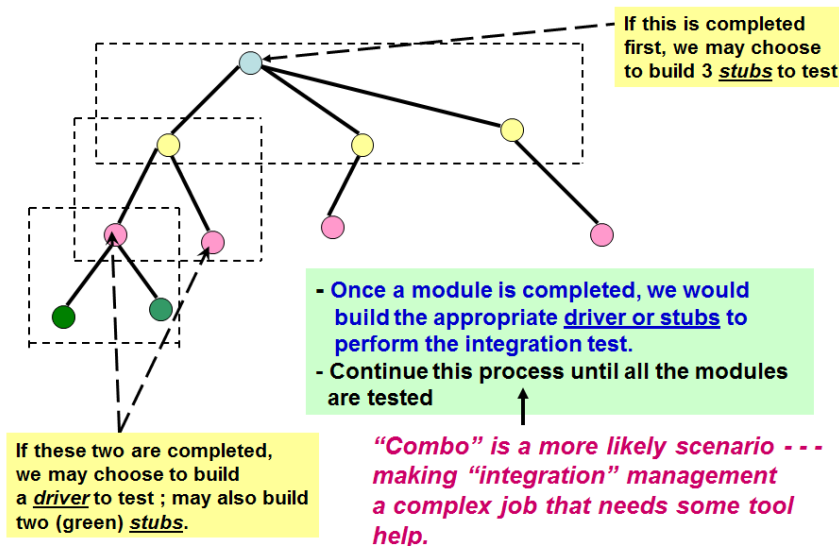 If this is completed
first, we may choose
to build 3 stubs to test
- Once a module is completed, we would
build the appropriate driver or stubs to
perform the integration test.
- Continue this process until all the modules
are tested
If these two are completed,
we may choose to build
a driver to test ; may also build
two (green) stubs.
“Combo” is a more likely scenario - - -
making “integration” management
a complex job that needs some tool
help.